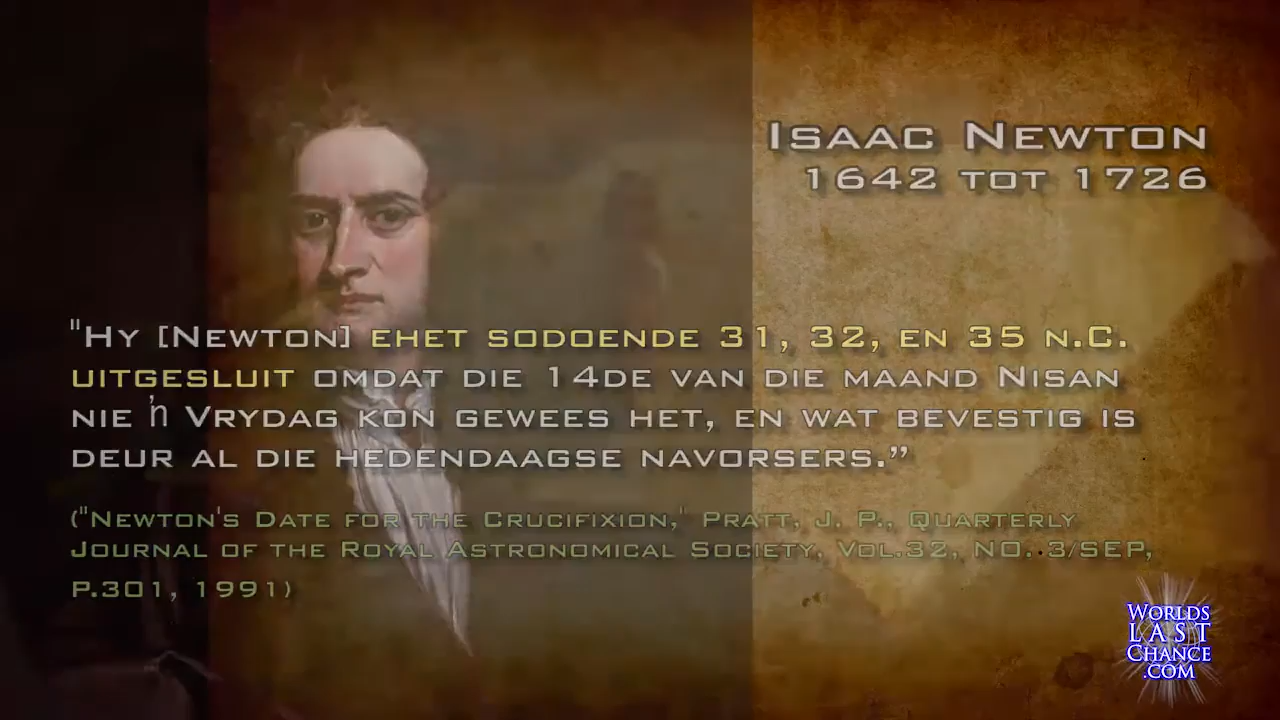 Isaac Newton
1642 tot 1726
"Hy [Newton] ehet sodoende 31, 32, en 35 n.C.
uitgesluit omdat die 14de van die maand Nisan
nie ŉ Vrydag kon gewees het, en wat bevestig is
deur al die hedendaagse navorsers.”
("Newton's Date for the Crucifixion," Pratt, J. P., Quarterly
Journal of the Royal Astronomical Society, Vol.32, NO. 3/SEP,
P.301, 1991)
Worlds
Last
Chance
.com